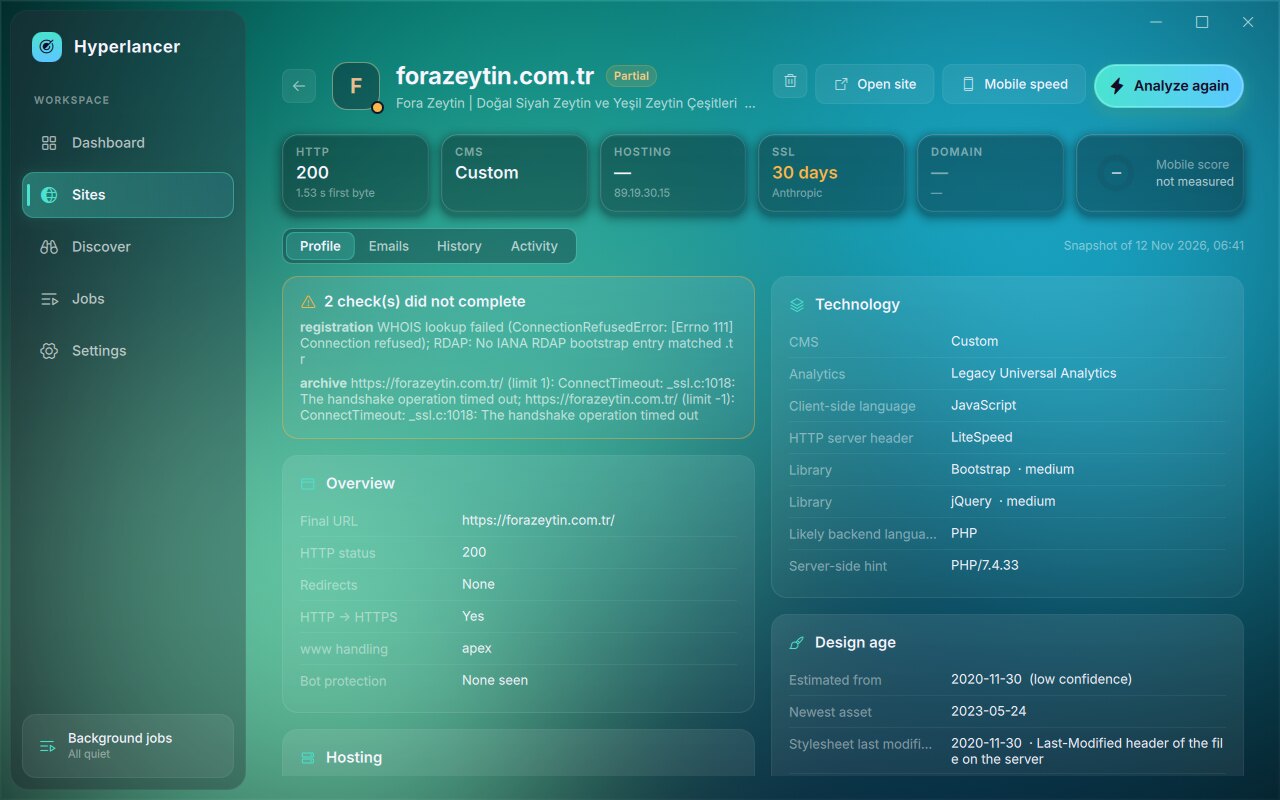 Hyperlancer
WORKSPACE
Dashboard
Sites
Discover
Jobs
Settings
Background jobs
All quiet
F
forazeytin.com.tr
Partial
Fora Zeytin | Doğal Siyah Zeytin ve Yeşil Zeytin Çeşitleri ...
Open site
Mobile speed
Analyze again
HTTP
200
1.53 s first byte
CMS
Custom
HOSTING
—
89.19.30.15
SSL
30 days
Anthropic
DOMAIN
—
—
–
Mobile score
not measured
Profile
Emails
History
Activity
Snapshot of 12 Nov 2026, 06:41
2 check(s) did not complete
registration WHOIS lookup failed (ConnectionRefusedError: [Errno 111]
Connection refused); RDAP: No IANA RDAP bootstrap entry matched .t
r
archive https://forazeytin.com.tr/ (limit 1): ConnectTimeout: _ssl.c:1018:
The handshake operation timed out; https://forazeytin.com.tr/ (limit -1):
ConnectTimeout: _ssl.c:1018: The handshake operation timed out
Overview
Final URL https://forazeytin.com.tr/
HTTP status 200
Redirects None
HTTP → HTTPS Yes
www handling apex
Bot protection None seen
Hosting
Technology
CMS Custom
Analytics Legacy Universal Analytics
Client-side language JavaScript
HTTP server header LiteSpeed
Library Bootstrap · medium
Library jQuery · medium
Likely backend langua... PHP
Server-side hint PHP/7.4.33
Design age
Estimated from 2020-11-30 (low confidence)
Newest asset 2023-05-24
Stylesheet last modifi... 2020-11-30 · Last-Modified header of the fil
e on the server